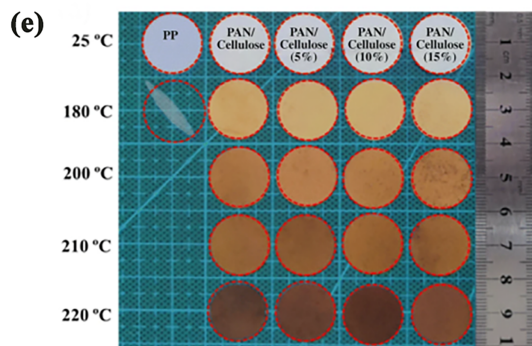 (e)
25 ºC
PP
PAN/
Cellulose
PAN/
Cellulose
(5%)
PAN/
Cellulose
(10%)
PAN/
Cellulose
(15%)
180 ºC
200 ºC
210 ºC
220 ºC
1
2
3
4
5
6
7
8
9
1